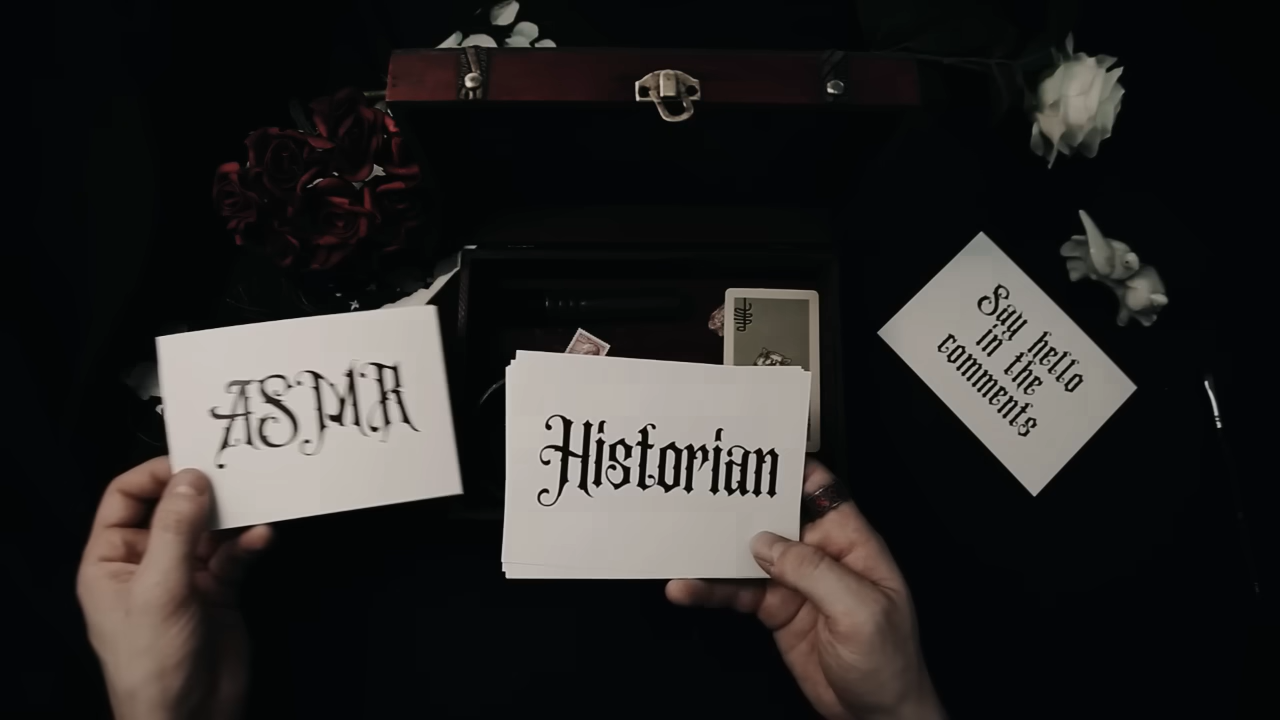 ASMR
Historian
Say hello
in the
comments